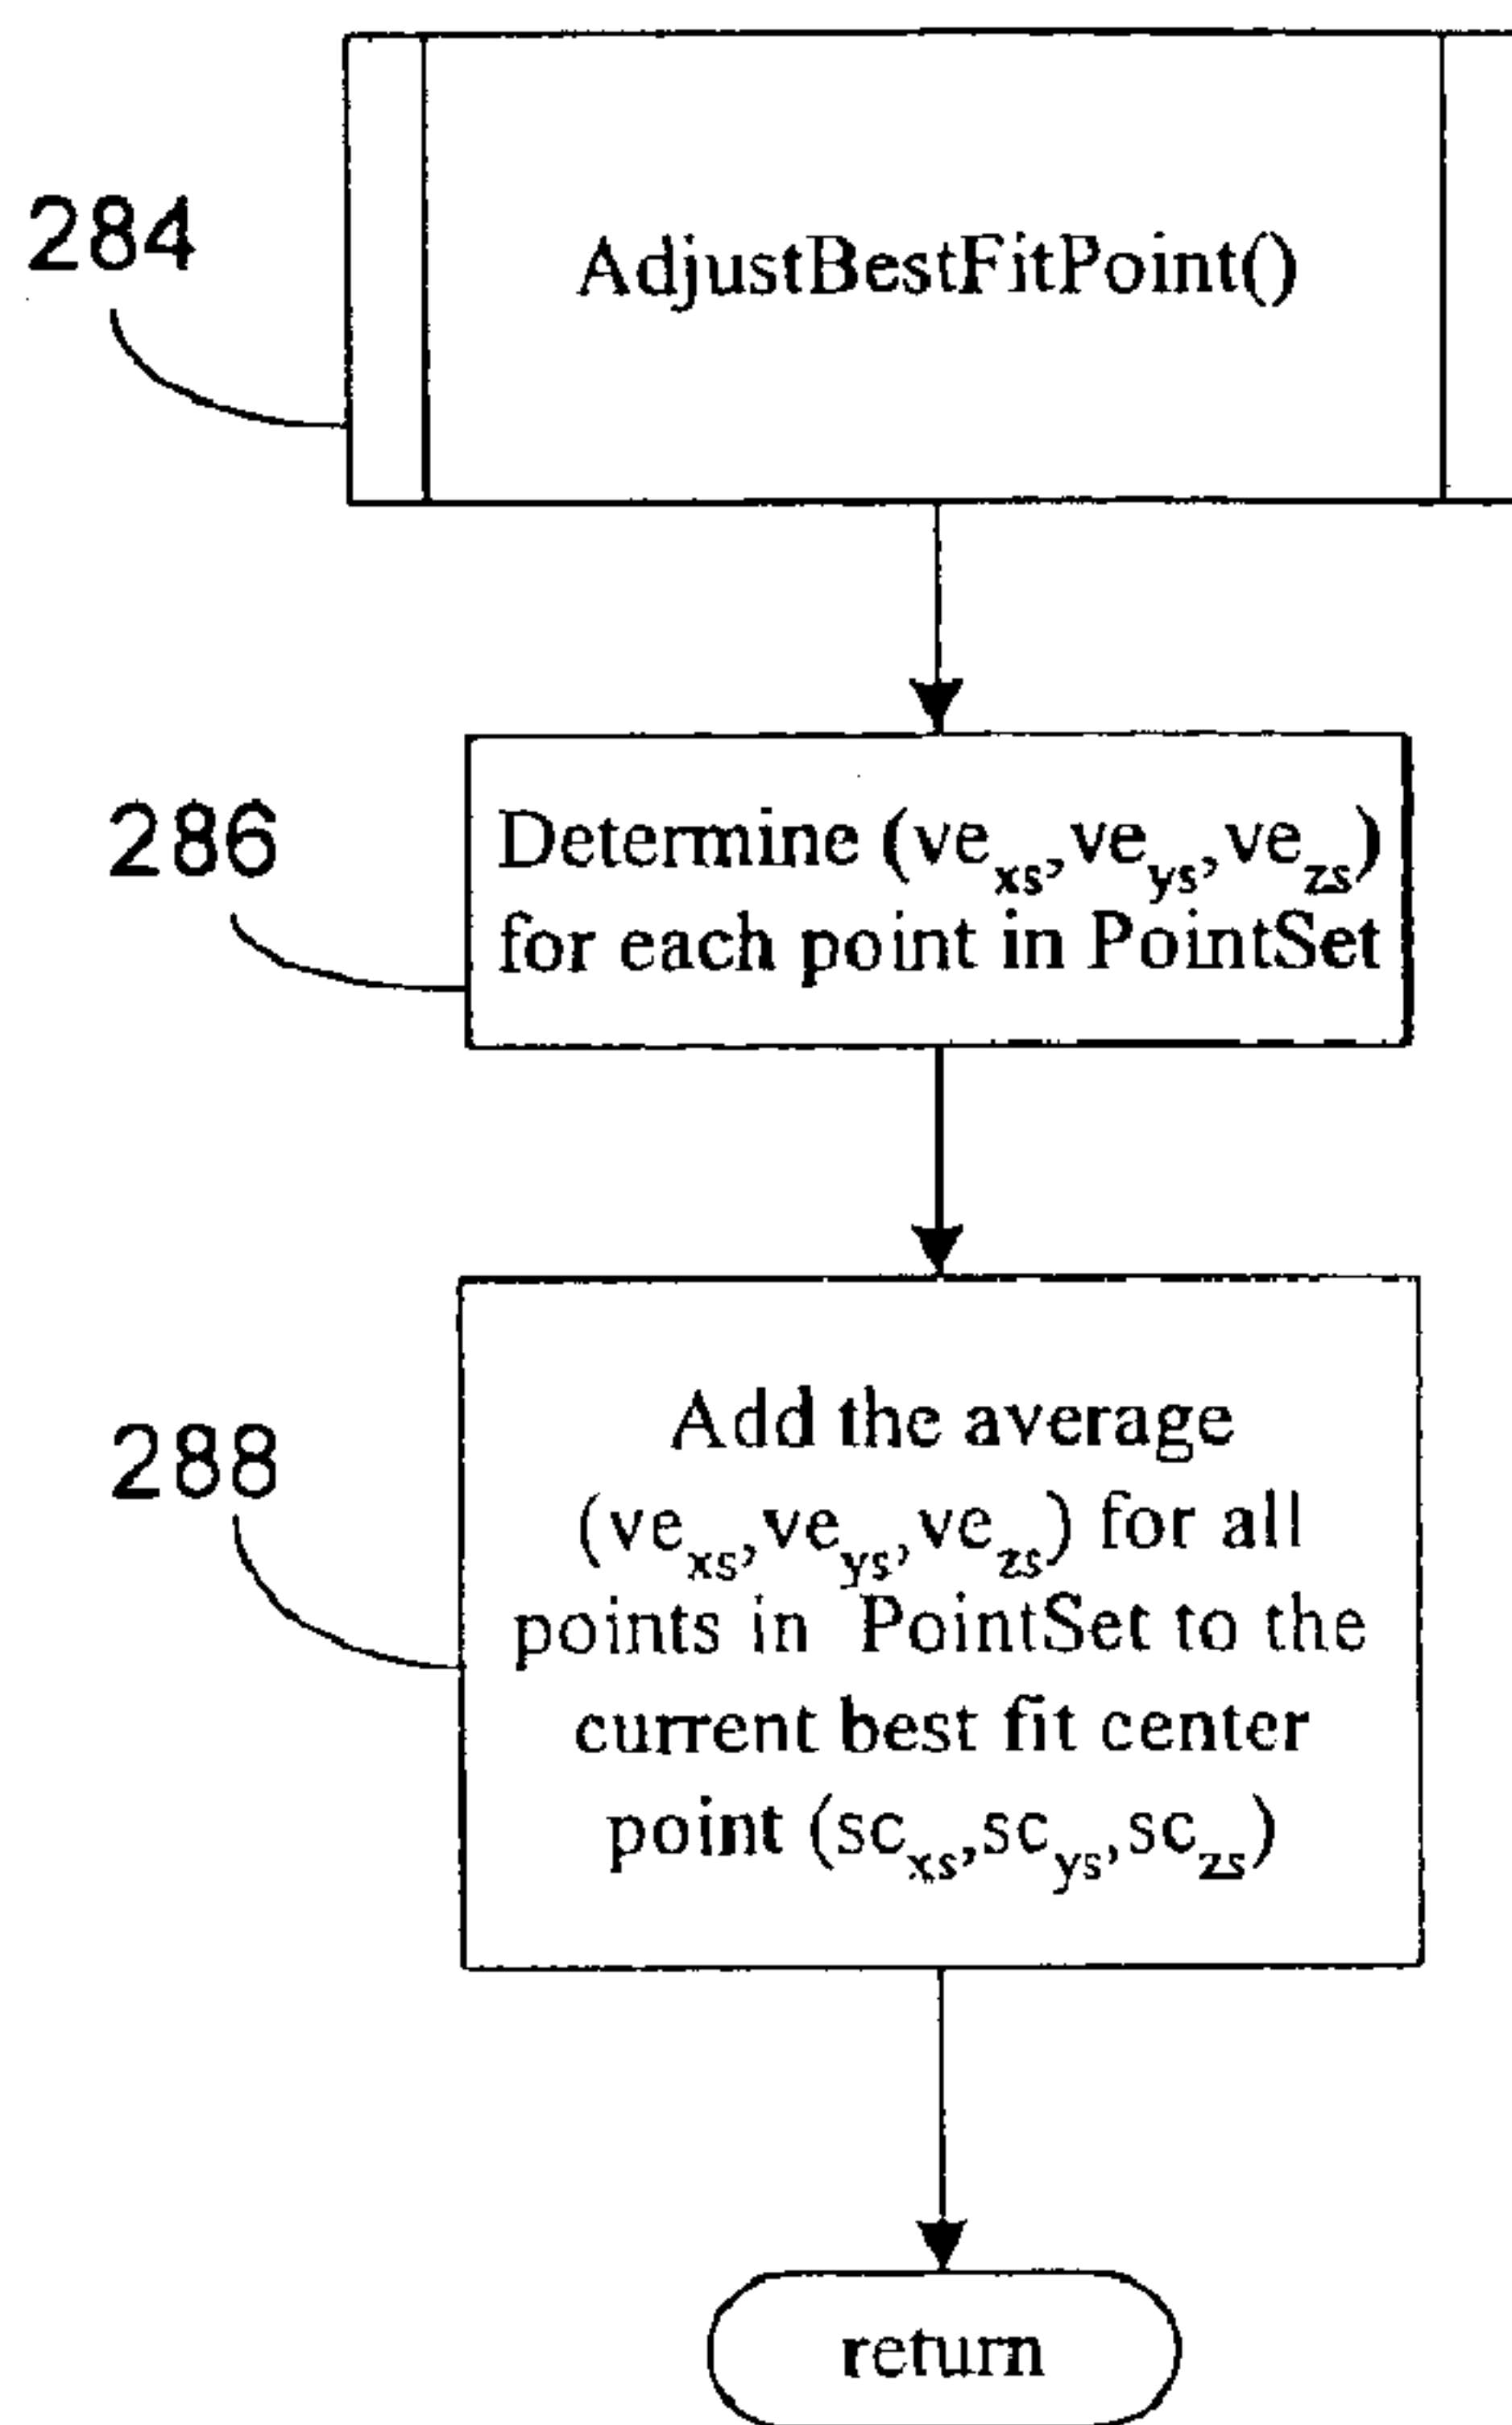 284
AdjustBestFitPoint()
286
Determine (ve_xs,ve_ys,ve_zs)
for each point in PointSet
288
Add the average
(ve_xs,ve_ys,ve_zs) for all
points in PointSet to the
current best fit center
point (sc_xs,sc_ys,sc_zs)
return